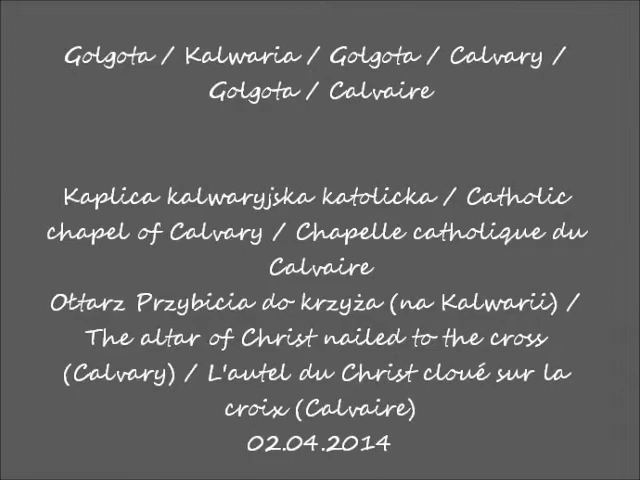 Golgota / Kalwaria / Golgota / Calvary /
Golgota / Calvaire
Kaplica kalwaryjska katolicka / Catholic
chapel of Calvary / Chapelle catholique du
Calvaire
Ołtarz Przybicia do krzyża (na Kalwarii) /
The altar of Christ nailed to the cross
(Calvary) / L'autel du Christ cloué sur la
croix (Calvaire)
02.04.2014